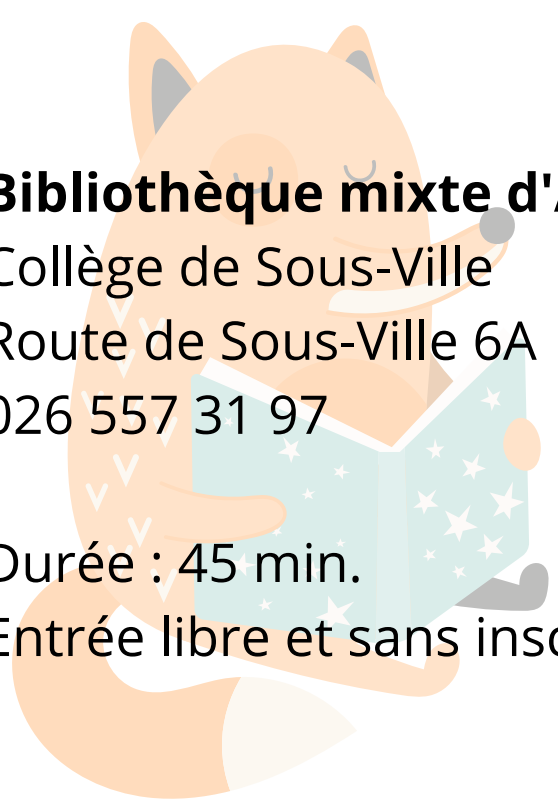 Bibliothèque mixte d'
Collège de Sous-Ville
Route de Sous-Ville 6A
026 557 31 97
Durée : 45 min.
Entrée libre et sans